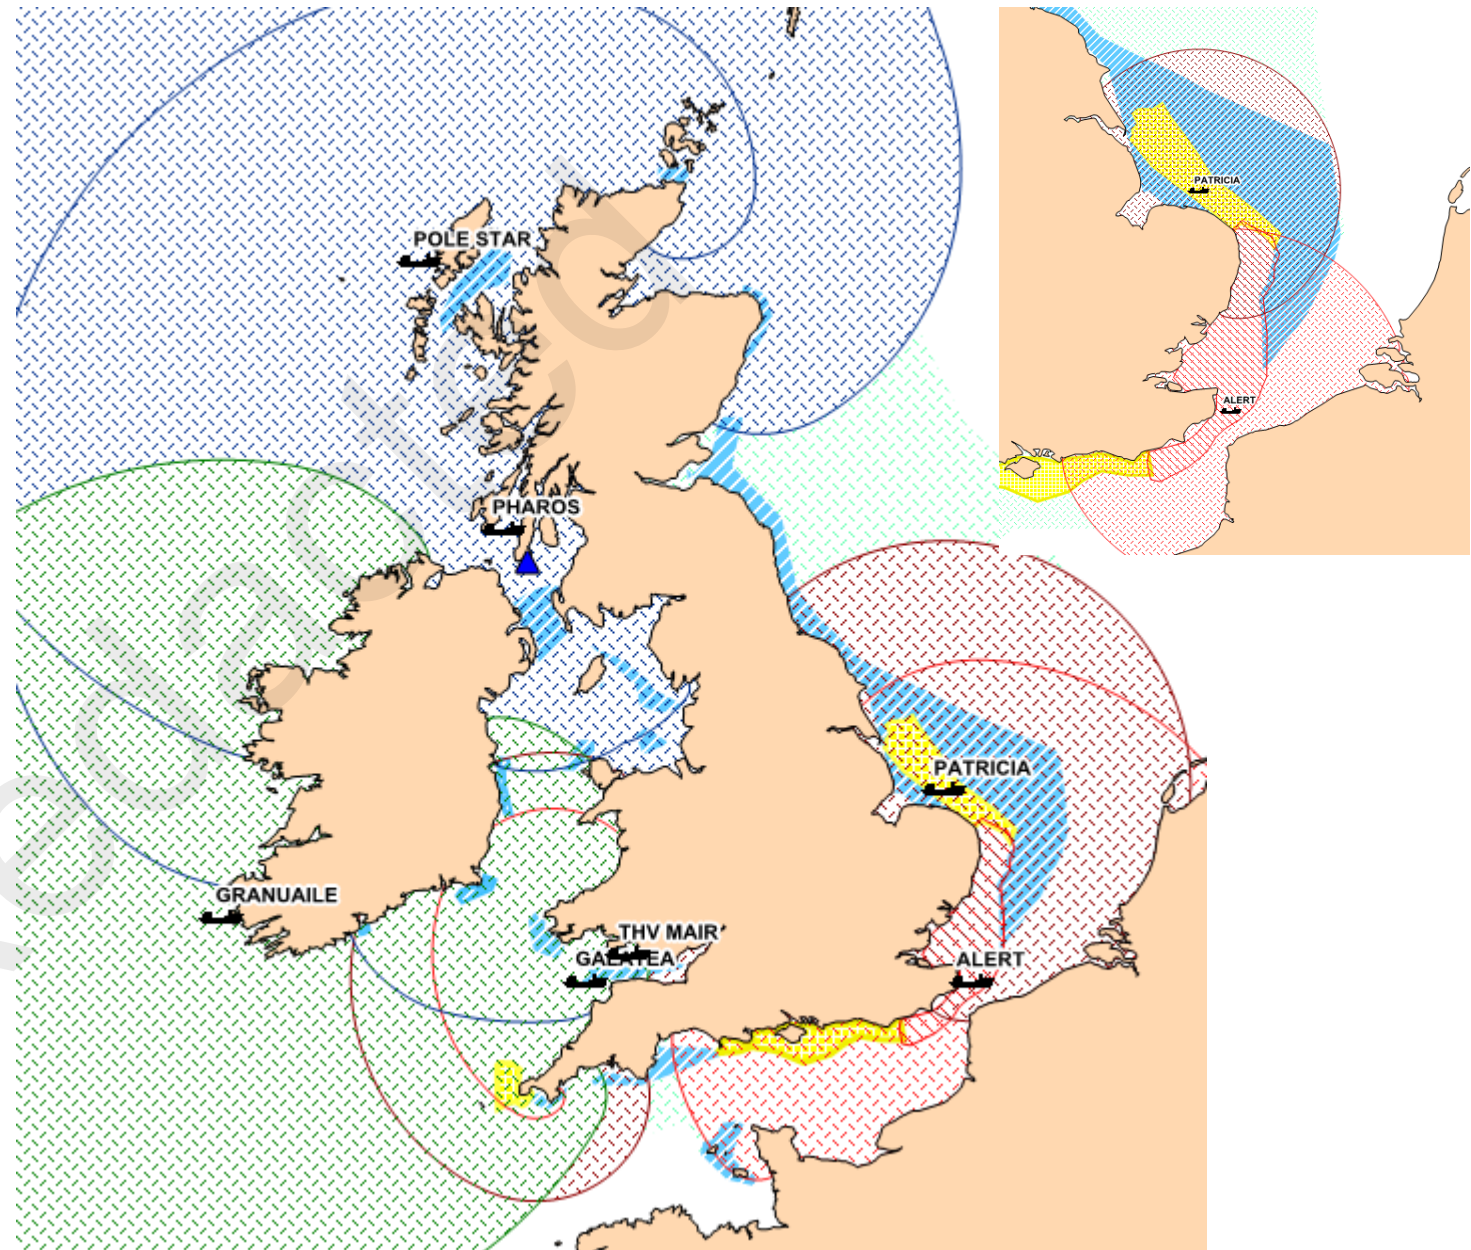 PATRICIA
ALERT
POLE STAR
PHAROS
PATRICIA
GRANUAILE
THV MAIR
GALATEA
ALERT